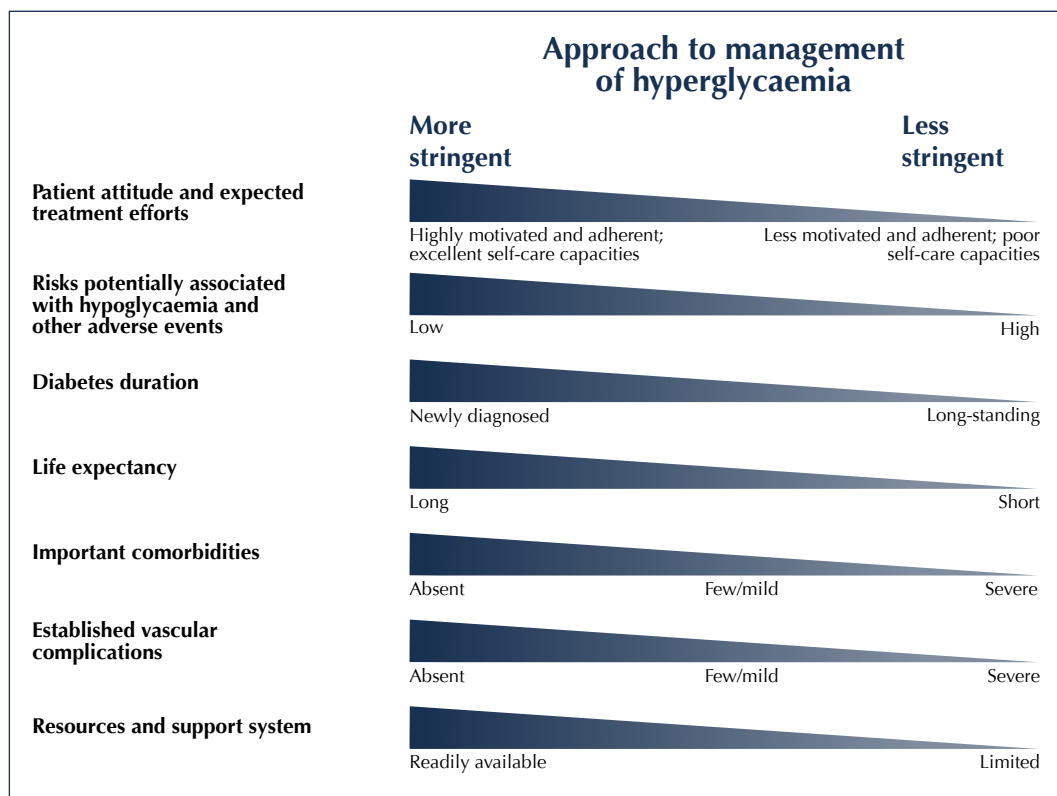 Approach to management
of hyperglycaemia
More
stringent
Less
stringent
Patient attitude and expected
treatment efforts
Highly motivated and adherent;
excellent self-care capacities
Less motivated and adherent; poor
self-care capacities
Risks potentially associated
with hypoglycaemia and
other adverse events
Low
High
Diabetes duration
Newly diagnosed
Long-standing
Life expectancy
Long
Short
Important comorbidities
Absent
Few/mild
Severe
Established vascular
complications
Absent
Few/mild
Severe
Resources and support system
Readily available
Limited